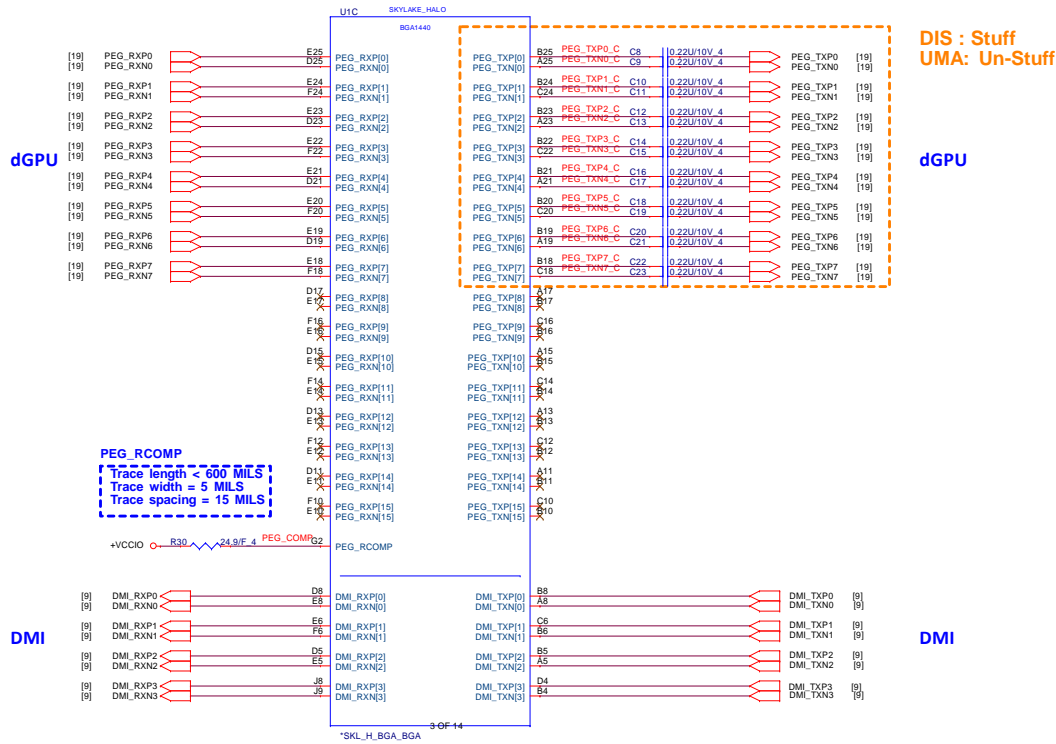 U1C SKYLAKE_HALO
BGA1440
DIS : Stuff
UMA: Un-Stuff
[19] PEG_RXP0 E25 PEG_RXP[0] PEG_TXP[0] B25 PEG_TXP0_C C8 0.22U/10V_4 PEG_TXP0 [19]
[19] PEG_RXN0 D25 PEG_RXN[0] PEG_TXN[0] A25 PEG_TXN0_C C9 0.22U/10V_4 PEG_TXN0 [19]
[19] PEG_RXP1 E24 PEG_RXP[1] PEG_TXP[1] B24 PEG_TXP1_C C10 0.22U/10V_4 PEG_TXP1 [19]
[19] PEG_RXN1 F24 PEG_RXN[1] PEG_TXN[1] C24 PEG_TXN1_C C11 0.22U/10V_4 PEG_TXN1 [19]
[19] PEG_RXP2 E23 PEG_RXP[2] PEG_TXP[2] B23 PEG_TXP2_C C12 0.22U/10V_4 PEG_TXP2 [19]
[19] PEG_RXN2 D23 PEG_RXN[2] PEG_TXN[2] A23 PEG_TXN2_C C13 0.22U/10V_4 PEG_TXN2 [19]
[19] PEG_RXP3 E22 PEG_RXP[3] PEG_TXP[3] B22 PEG_TXP3_C C14 0.22U/10V_4 PEG_TXP3 [19]
[19] PEG_RXN3 F22 PEG_RXN[3] PEG_TXN[3] C22 PEG_TXN3_C C15 0.22U/10V_4 PEG_TXN3 [19]
dGPU dGPU
[19] PEG_RXP4 E21 PEG_RXP[4] PEG_TXP[4] B21 PEG_TXP4_C C16 0.22U/10V_4 PEG_TXP4 [19]
[19] PEG_RXN4 D21 PEG_RXN[4] PEG_TXN[4] A21 PEG_TXN4_C C17 0.22U/10V_4 PEG_TXN4 [19]
[19] PEG_RXP5 E20 PEG_RXP[5] PEG_TXP[5] B20 PEG_TXP5_C C18 0.22U/10V_4 PEG_TXP5 [19]
[19] PEG_RXN5 F20 PEG_RXN[5] PEG_TXN[5] C20 PEG_TXN5_C C19 0.22U/10V_4 PEG_TXN5 [19]
[19] PEG_RXP6 E19 PEG_RXP[6] PEG_TXP[6] B19 PEG_TXP6_C C20 0.22U/10V_4 PEG_TXP6 [19]
[19] PEG_RXN6 D19 PEG_RXN[6] PEG_TXN[6] A19 PEG_TXN6_C C21 0.22U/10V_4 PEG_TXN6 [19]
[19] PEG_RXP7 E18 PEG_RXP[7] PEG_TXP[7] B18 PEG_TXP7_C C22 0.22U/10V_4 PEG_TXP7 [19]
[19] PEG_RXN7 F18 PEG_RXN[7] PEG_TXN[7] C18 PEG_TXN7_C C23 0.22U/10V_4 PEG_TXN7 [19]
D17 PEG_RXP[8] PEG_TXP[8] A17
E17 PEG_RXN[8] PEG_TXN[8] B17
F16 PEG_RXP[9] PEG_TXP[9] C16
E16 PEG_RXN[9] PEG_TXN[9] B16
D15 PEG_RXP[10] PEG_TXP[10] A15
E15 PEG_RXN[10] PEG_TXN[10] B15
F14 PEG_RXP[11] PEG_TXP[11] C14
E14 PEG_RXN[11] PEG_TXN[11] B14
D13 PEG_RXP[12] PEG_TXP[12] A13
E13 PEG_RXN[12] PEG_TXN[12] B13
F12 PEG_RXP[13] PEG_TXP[13] C12
E12 PEG_RXN[13] PEG_TXN[13] B12
D11 PEG_RXP[14] PEG_TXP[14] A11
E11 PEG_RXN[14] PEG_TXN[14] B11
F10 PEG_RXP[15] PEG_TXP[15] C10
E10 PEG_RXN[15] PEG_TXN[15] B10
PEG_RCOMP
Trace length < 600 MILS
Trace width = 5 MILS
Trace spacing = 15 MILS
+VCCIO R30 24.9/F_4 PEG_COMP G2 PEG_RCOMP
[9] DMI_RXP0 D8 DMI_RXP[0] DMI_TXP[0] B8 DMI_TXP0 [9]
[9] DMI_RXN0 E8 DMI_RXN[0] DMI_TXN[0] A8 DMI_TXN0 [9]
[9] DMI_RXP1 E6 DMI_RXP[1] DMI_TXP[1] C6 DMI_TXP1 [9]
[9] DMI_RXN1 F6 DMI_RXN[1] DMI_TXN[1] B6 DMI_TXN1 [9]
DMI DMI
[9] DMI_RXP2 D5 DMI_RXP[2] DMI_TXP[2] B5 DMI_TXP2 [9]
[9] DMI_RXN2 E5 DMI_RXN[2] DMI_TXN[2] A5 DMI_TXN2 [9]
[9] DMI_RXP3 J8 DMI_RXP[3] DMI_TXP[3] D4 DMI_TXP3 [9]
[9] DMI_RXN3 J9 DMI_RXN[3] DMI_TXN[3] B4 DMI_TXN3 [9]
3 OF 14
*SKL_H_BGA_BGA